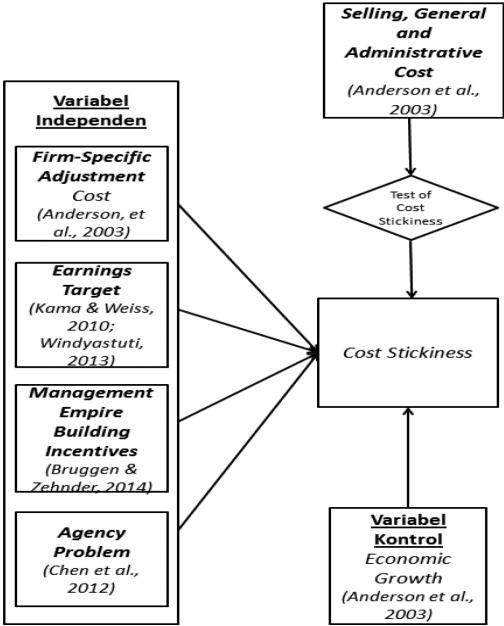 Variabel
Independen
Firm-Specific
Adjustment
Cost
(Anderson, et
al., 2003)
Earnings
Target
(Kama & Weiss,
2010;
Windyastuti,
2013)
Management
Empire
Building
Incentives
(Bruggen &
Zehnder, 2014)
Agency
Problem
(Chen et al.,
2012)
Selling, General
and
Administrative
Cost
(Anderson et al.,
2003)
Test of
Cost
Stickiness
Cost Stickiness
Variabel
Kontrol
Economic
Growth
(Anderson et al.,
2003)